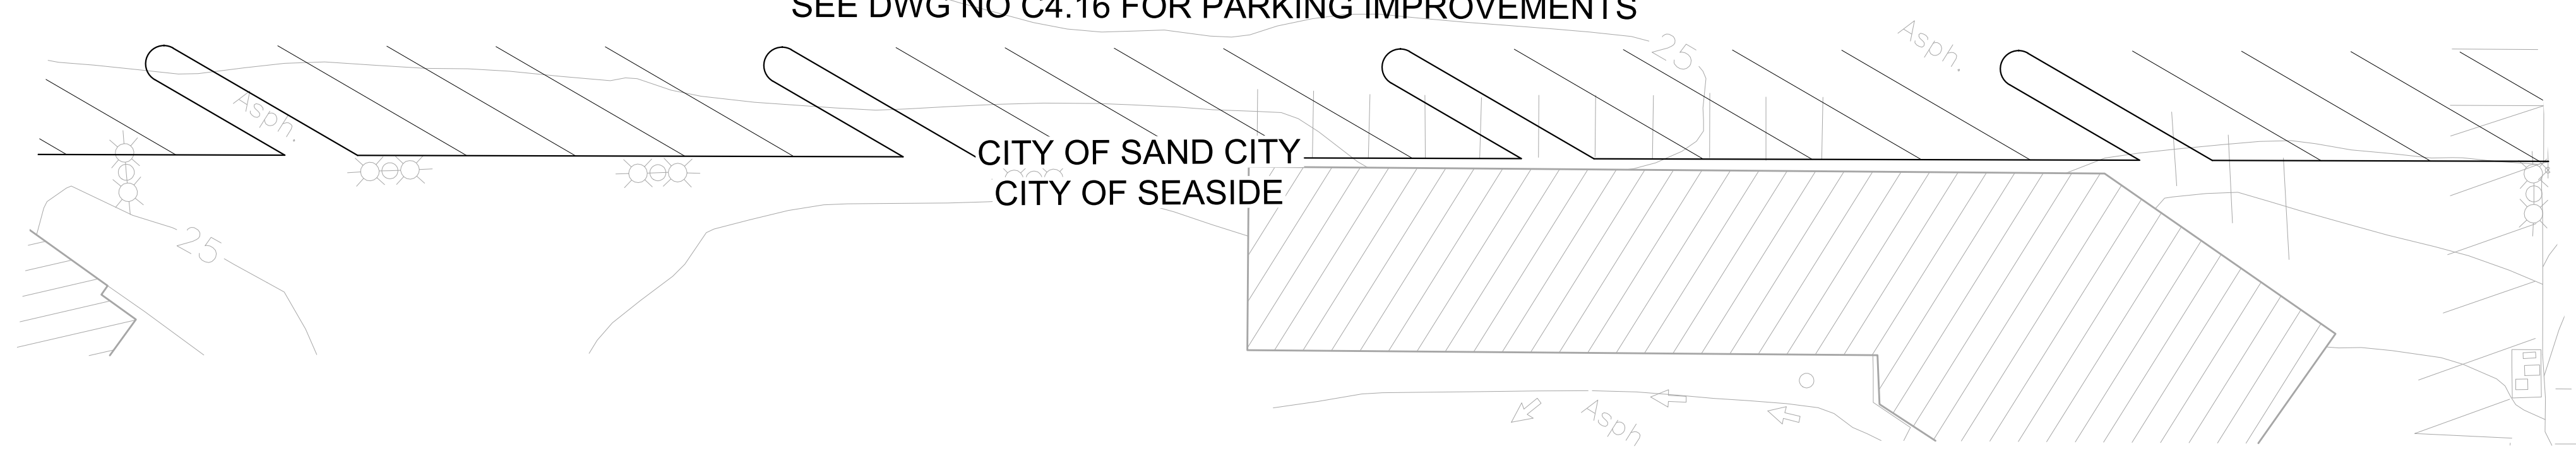 SEE DWG NO C4.16 FOR PARKING IMPROVEMENTS
25
Asph.
Asph.
CITY OF SAND CITY
CITY OF SEASIDE
25
Asph